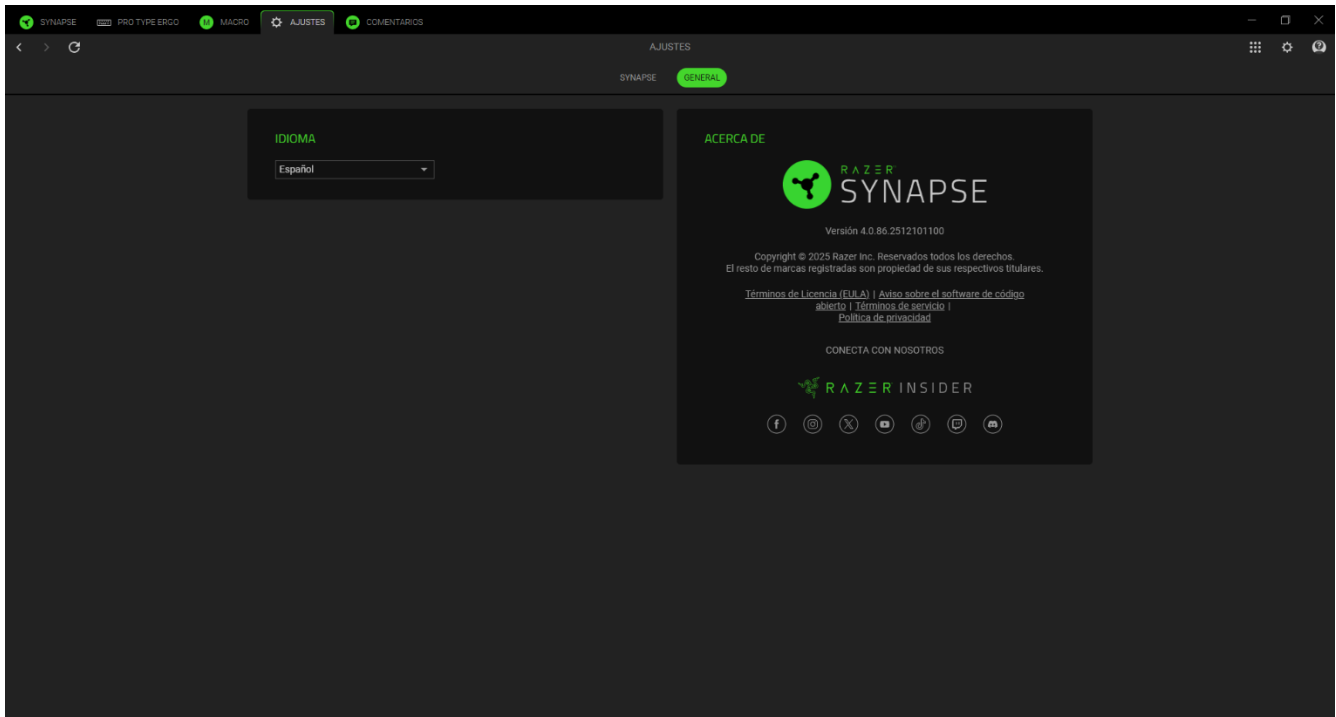 SYNAPSE
PRO TYPE ERGO
M
MACRO
AJUSTES
COMENTARIOS
AJUSTES
SYNAPSE
GENERAL
IDIOMA
Español
ACERCA DE
RAZER
SYNAPSE
Versión 4.0.86.2512101100
Copyright © 2025 Razer Inc. Reservados todos los derechos.
El resto de marcas registradas son propiedad de sus respectivos titulares.
Términos de Licencia (EULA) | Aviso sobre el software de código
abierto | Términos de servicio |
Política de privacidad
CONECTA CON NOSOTROS
RAZER INSIDER